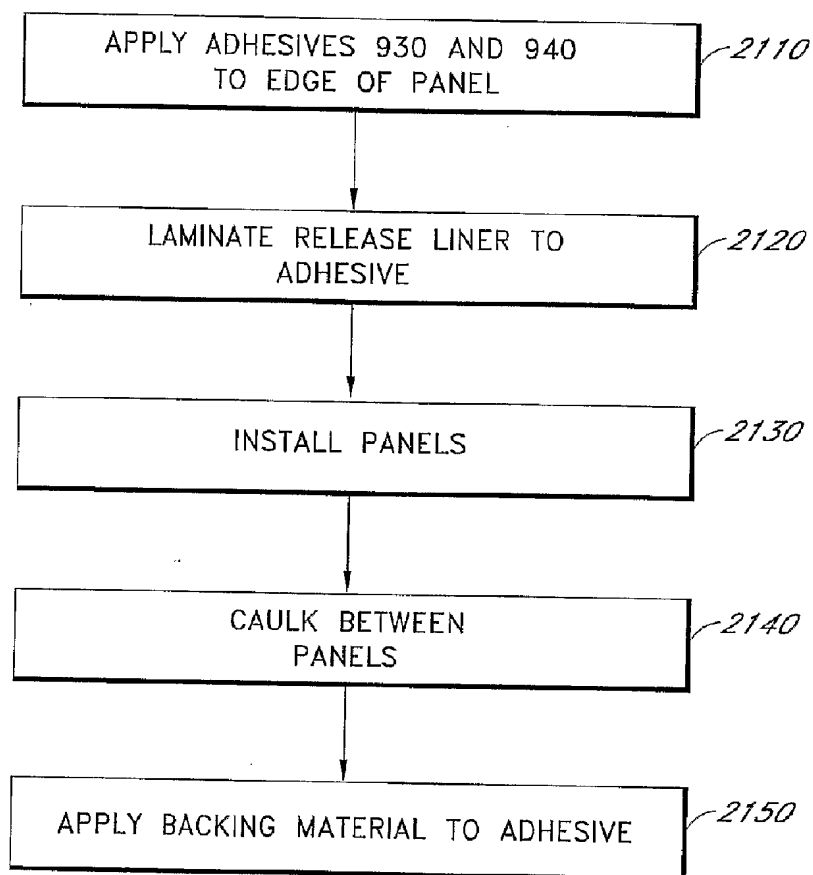 APPLY ADHESIVES 930 AND 940
TO EDGE OF PANEL
2110
LAMINATE RELEASE LINER TO
ADHESIVE
2120
INSTALL PANELS
2130
CAULK BETWEEN
PANELS
2140
APPLY BACKING MATERIAL TO ADHESIVE
2150